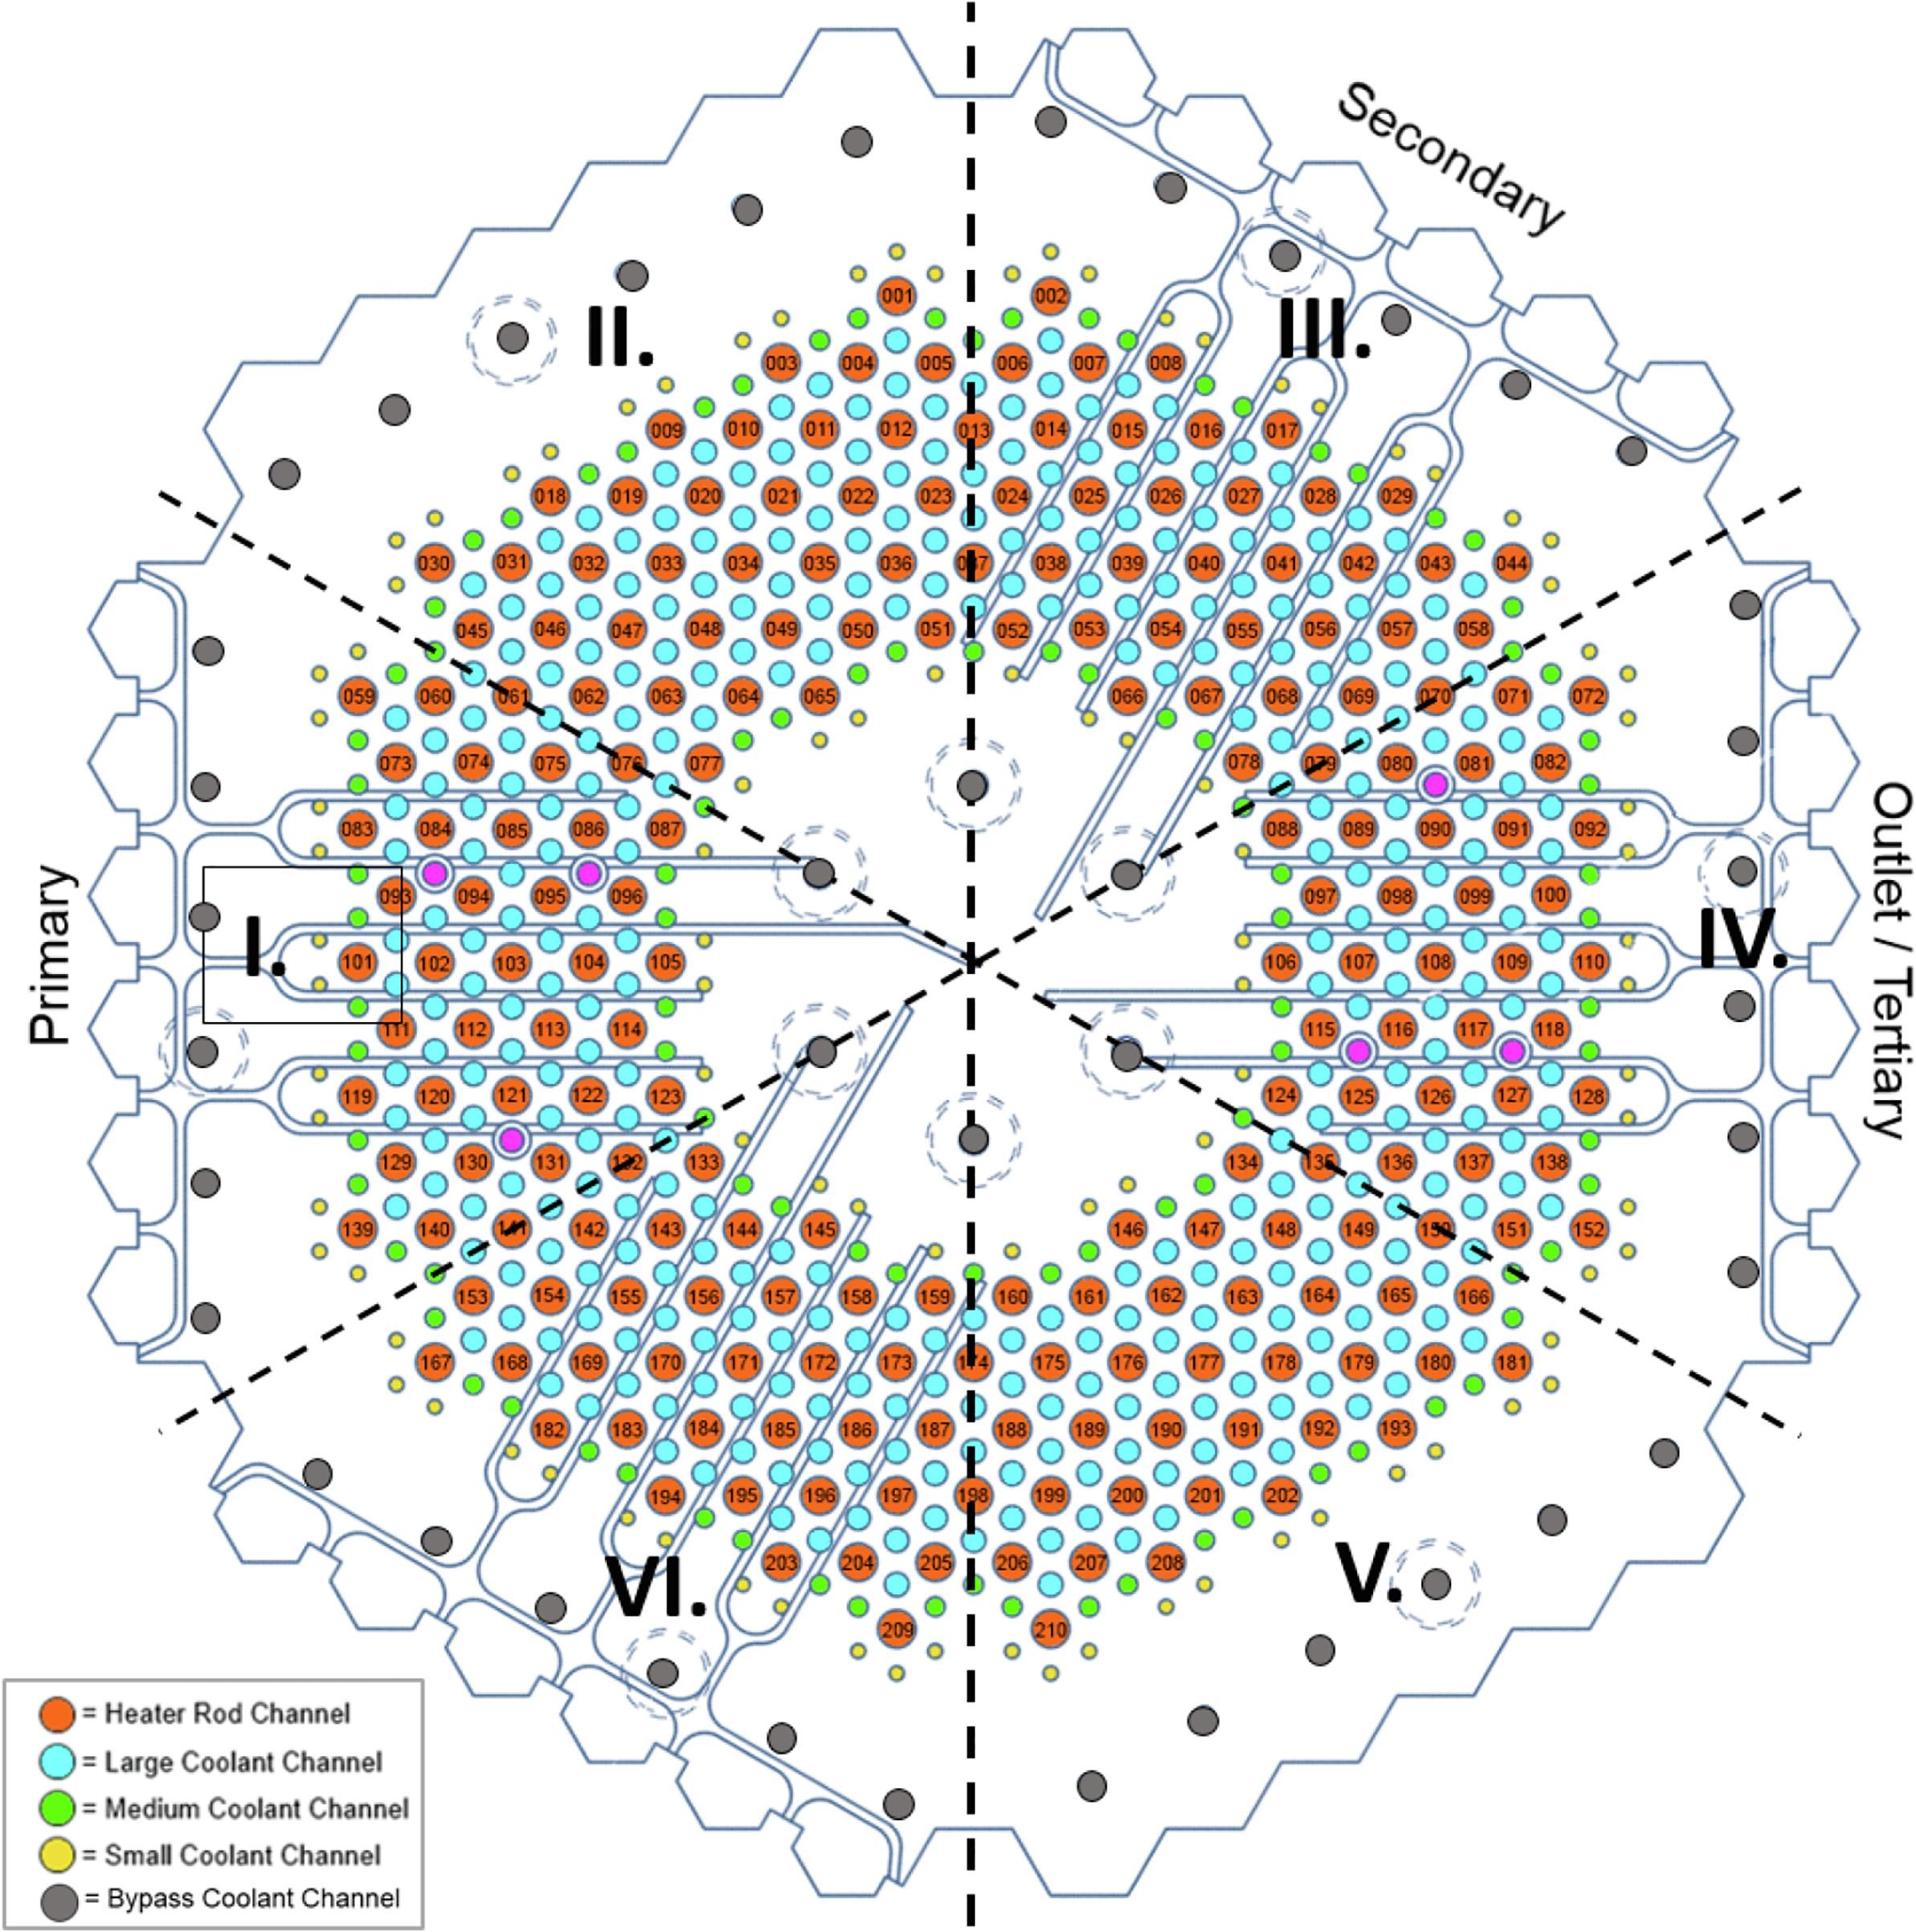 Secondary
II.
III.
001 002
003 004 005 006 007 008
009 010 011 012 013 014 015 016 017
018 019 020 021 022 023 024 025 026 027 028 029
030 031 032 033 034 035 036 037 038 039 040 041 042 043 044
045 046 047 048 049 050 051 052 053 054 055 056 057 058
059 060 061 062 063 064 065 066 067 068 069 070 071 072
073 074 075 076 077 078 079 080 081 082
083 084 085 086 087 088 089 090 091 092
093 094 095 096 097 098 099 100
Primary
I.
IV.
Outlet / Tertiary
101 102 103 104 105 106 107 108 109 110
111 112 113 114 115 116 117 118
119 120 121 122 123 124 125 126 127 128
129 130 131 132 133 134 135 136 137 138
139 140 141 142 143 144 145 146 147 148 149 150 151 152
153 154 155 156 157 158 159 160 161 162 163 164 165 166
167 168 169 170 171 172 173 174 175 176 177 178 179 180 181
182 183 184 185 186 187 188 189 190 191 192 193
194 195 196 197 198 199 200 201 202
203 204 205 206 207 208
VI.
V.
209 210
= Heater Rod Channel
= Large Coolant Channel
= Medium Coolant Channel
= Small Coolant Channel
= Bypass Coolant Channel